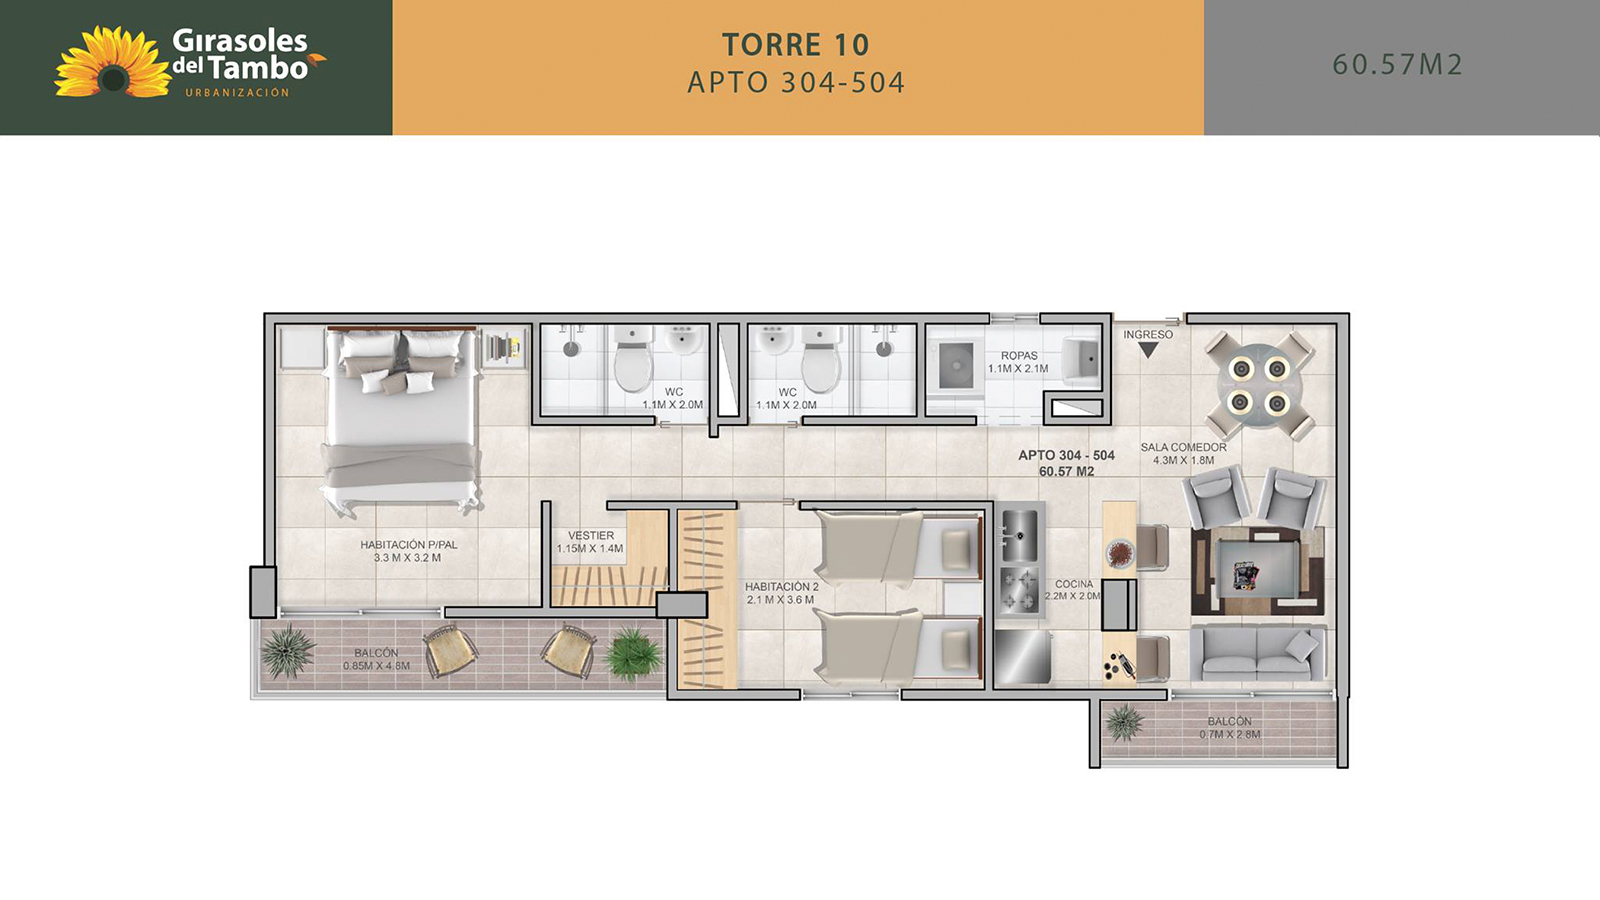 Girasoles
del Tambo
URBANIZACIÓN
TORRE 10
APTO 304-504
60.57M2
INGRESO
ROPAS
1.1M X 2.1M
WC
1.1M X 2.0M
WC
1.1M X 2.0M
APTO 304 - 504
60.57 M2
SALA COMEDOR
4.3M X 1.8M
HABITACIÓN P/PAL
3.3 M X 3.2 M
VESTIER
1.15M X 1.4M
HABITACIÓN 2
2.1 M X 3.6 M
COCINA
2.2M X 2.0M
BALCÓN
0.85M X 4.8M
BALCÓN
0.7M X 2.8M